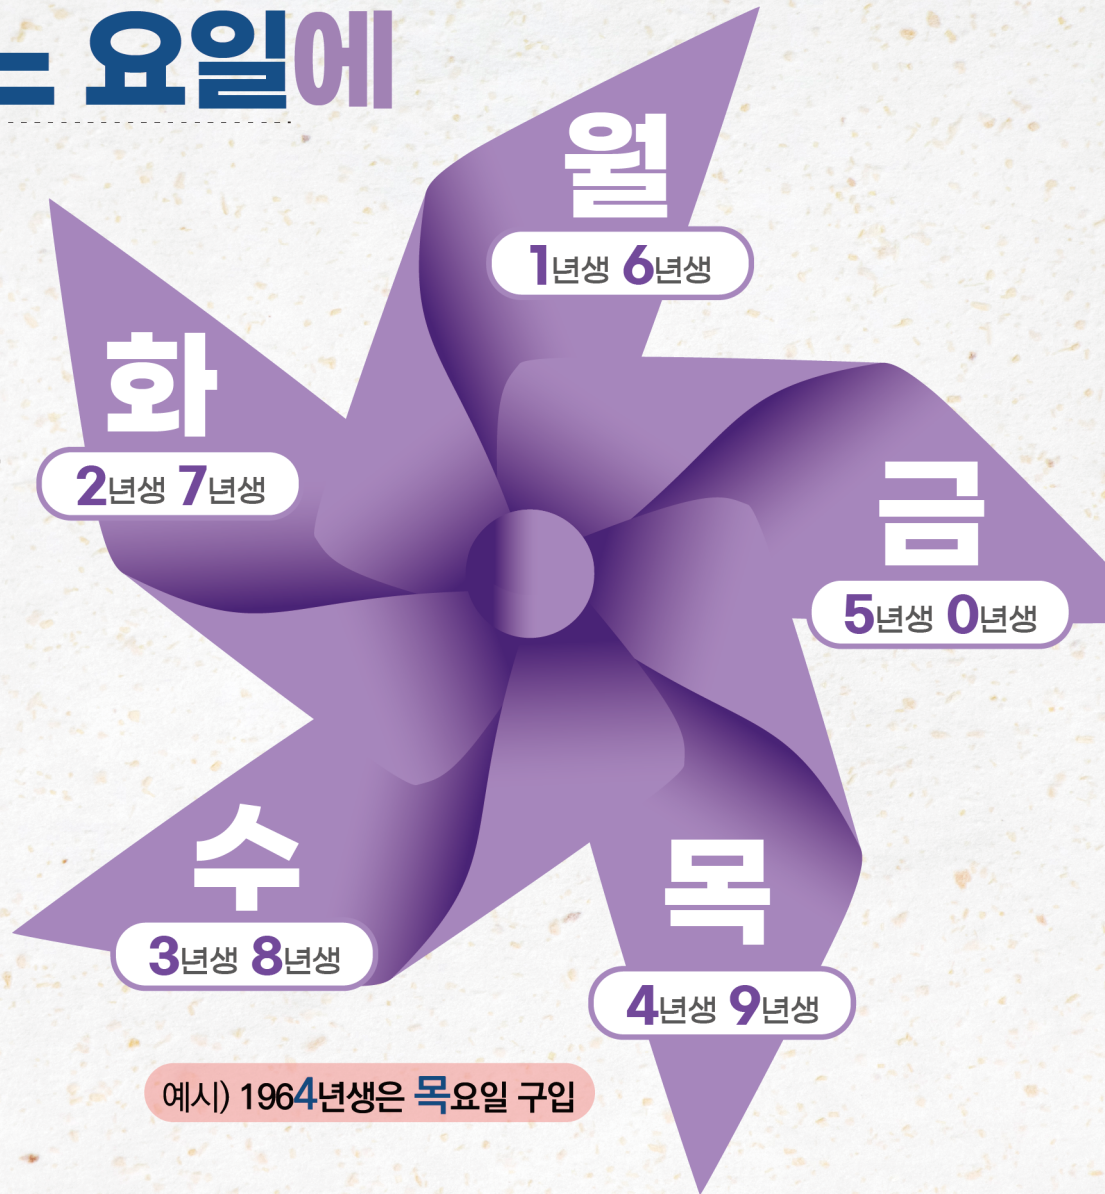 요일에
월
1년생 6년생
화
2년생 7년생
금
5년생 0년생
수
3년생 8년생
목
4년생 9년생
예시) 1964년생은 목요일 구입